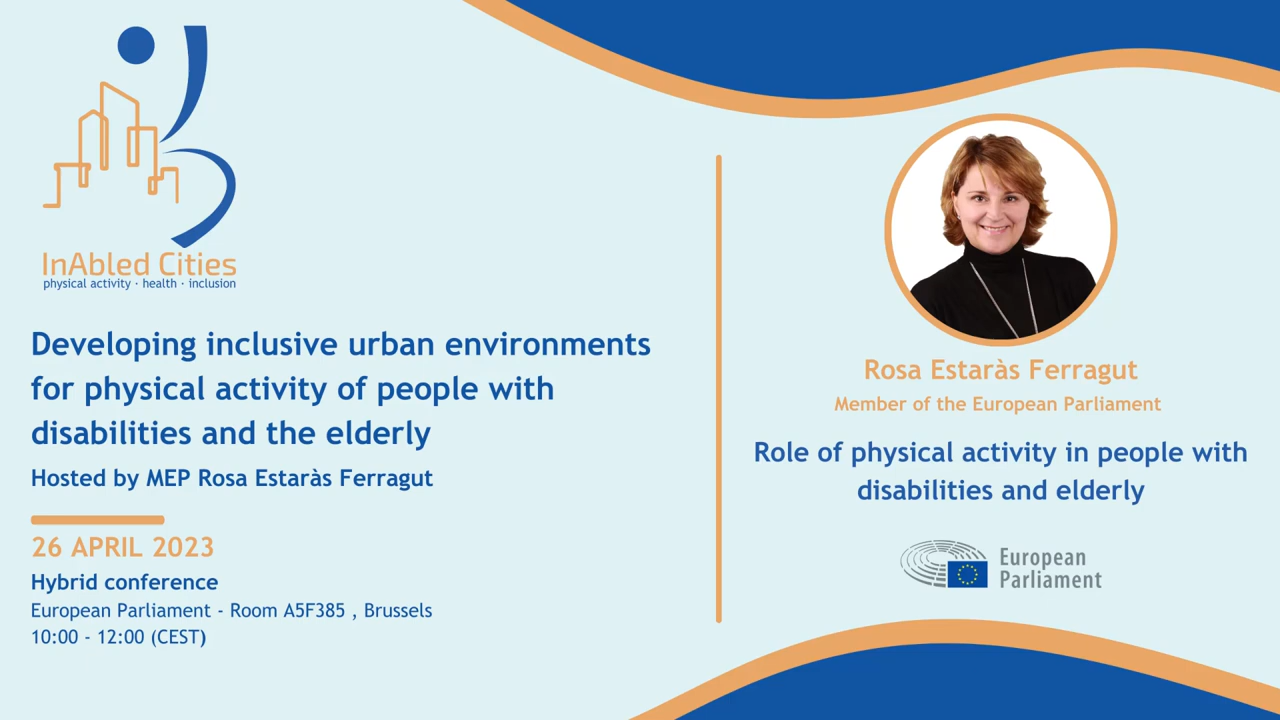 InAbled Cities
physical activity · health · inclusion
Developing inclusive urban environments
for physical activity of people with
disabilities and the elderly
Hosted by MEP Rosa Estaràs Ferragut
26 APRIL 2023
Hybrid conference
European Parliament - Room A5F385 , Brussels
10:00 - 12:00 (CEST)
Rosa Estaràs Ferragut
Member of the European Parliament
Role of physical activity in people with
disabilities and elderly
European
Parliament